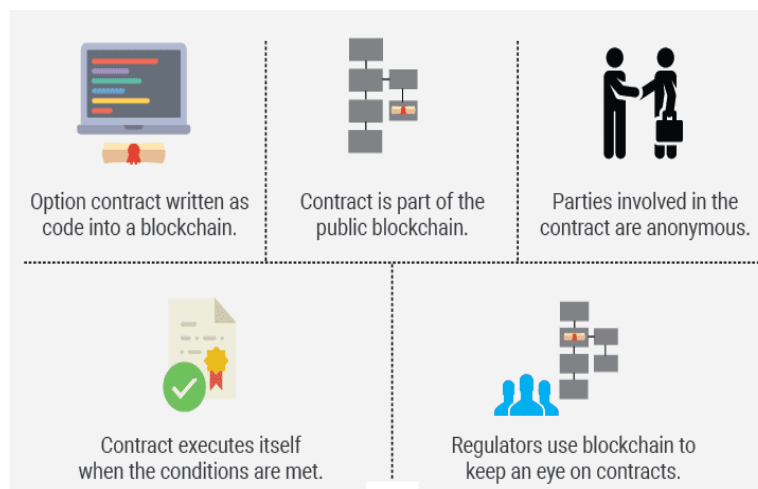 Option contract written as
code into a blockchain.
Contract is part of the
public blockchain.
Parties involved in the
contract are anonymous.
Contract executes itself
when the conditions are met.
Regulators use blockchain to
keep an eye on contracts.